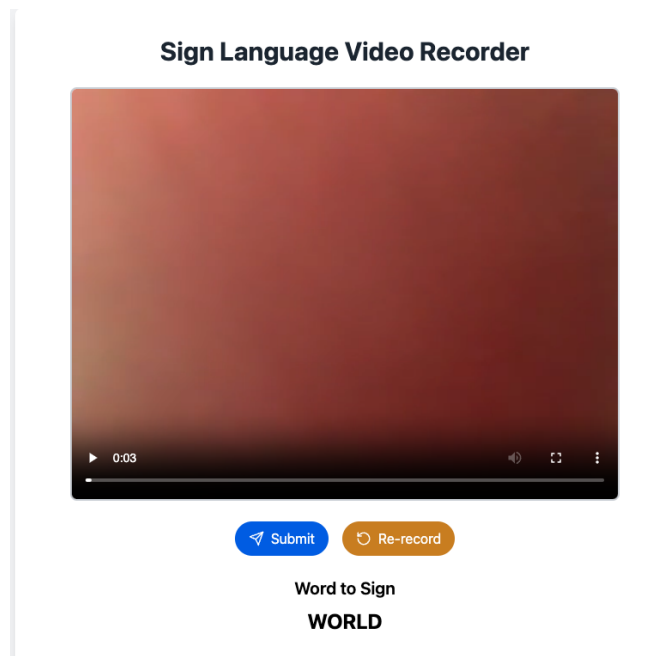 Sign Language Video Recorder
0:03
Submit Re-record
Word to Sign
WORLD